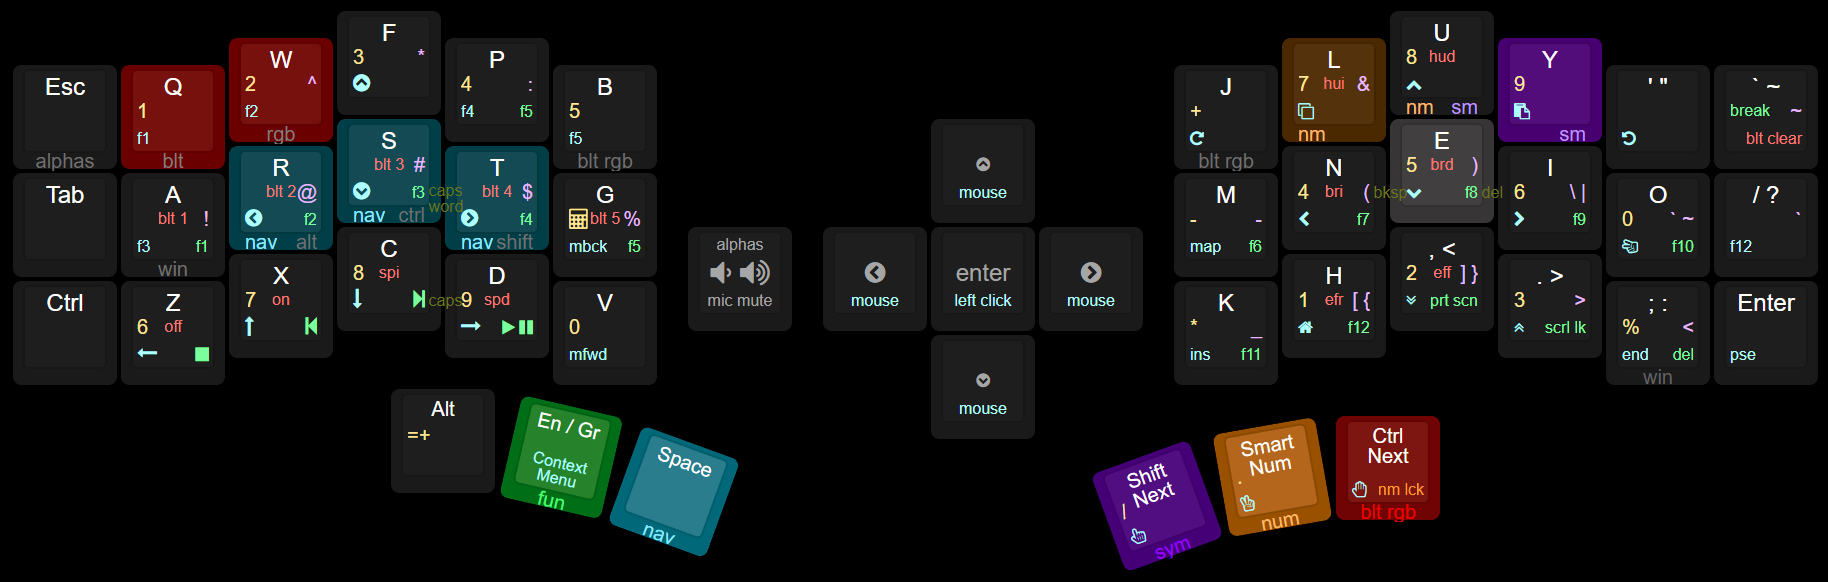 Esc
alphas
Q
1
f1
blt
W
2 ^
f2
rgb
F
3 *
P
4 :
f4 f5
B
5
f5
blt rgb
Tab
A
blt 1 !
f3 f1
win
R
blt 2 @
f2
nav alt
S
blt 3 #
f3
nav ctrl
caps
word
T
blt 4 $
f4
nav shift
G
blt 5 %
mbck f5
Ctrl
Z
6 off
X
7 on
C
8 spi
caps
D
9 spd
V
0
mfwd
Alt
=+
En / Gr
Context
Menu
fun
Space
nav
alphas
mic mute
mouse
mouse
enter
left click
mouse
mouse
J
+
blt rgb
L
7 hui &
nm
U
8 hud
nm sm
Y
9
sm
' "
` ~
break ~
blt clear
M
- -
map f6
N
4 bri (
f7
bksp
E
5 brd )
f8
del
I
6 \ |
f9
O
0 ` ~
f10
/ ?
`
f12
K
* _
ins f11
H
1 efr [ {
f12
, <
2 eff ] }
prt scn
. >
3 >
scrl lk
; :
% <
end del
win
Enter
pse
Shift
Next
/
sym
Smart
Num
.
num
Ctrl
Next
nm lck
blt rgb